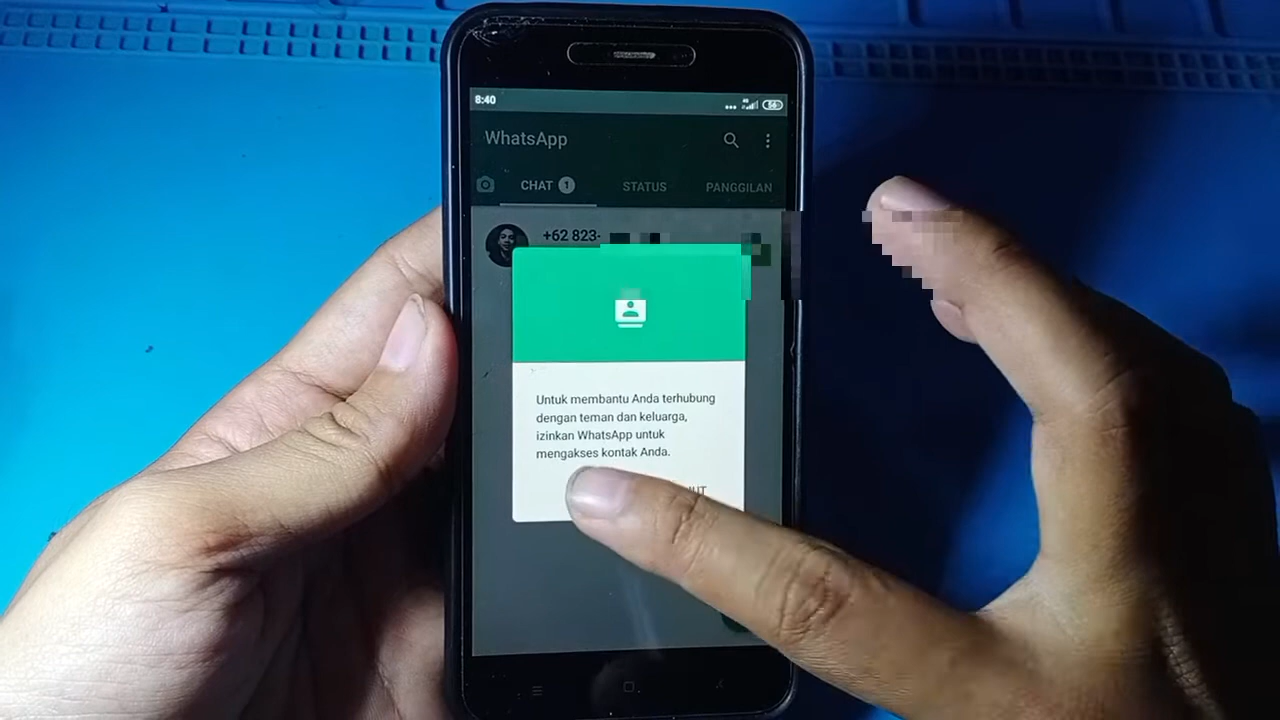 8:40
56
WhatsApp
CHAT 1
STATUS
PANGGILAN
+62 823-
Untuk membantu Anda terhubung
dengan teman dan keluarga,
izinkan WhatsApp untuk
mengakses kontak Anda.